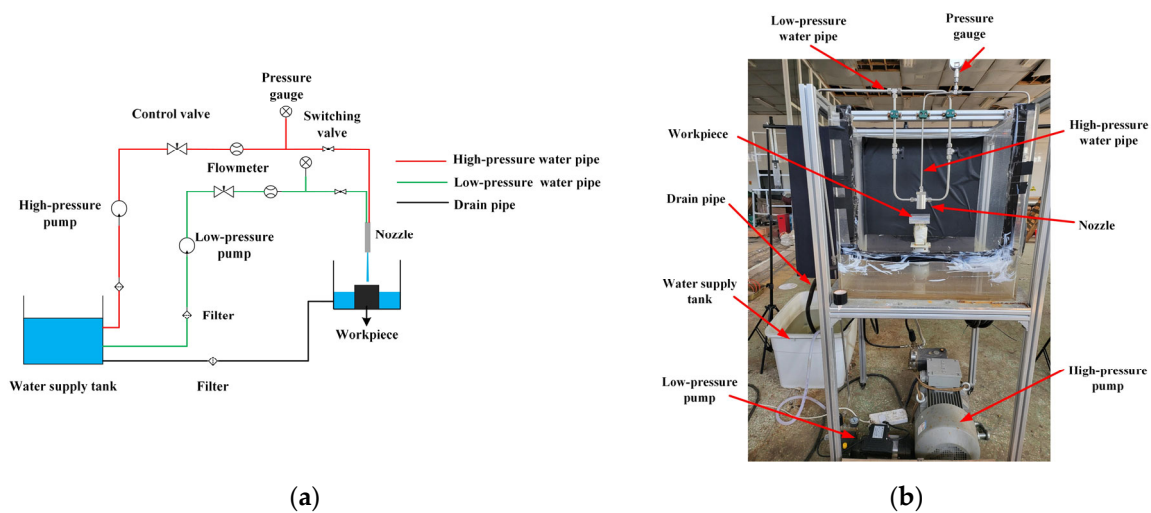 Pressure
gauge
Control valve
Switching
valve
Flowmeter
High-pressure
pump
Low-pressure
pump
High-pressure water pipe
Low-pressure  water pipe
Drain pipe
Nozzle
Filter
Workpiece
Water supply tank
Filter
(a)
Low-pressure
water pipe
Pressure
gauge
Workpiece
High-pressure
water pipe
Drain pipe
Nozzle
Water supply
tank
Low-pressure
pump
High-pressure
pump
(b)